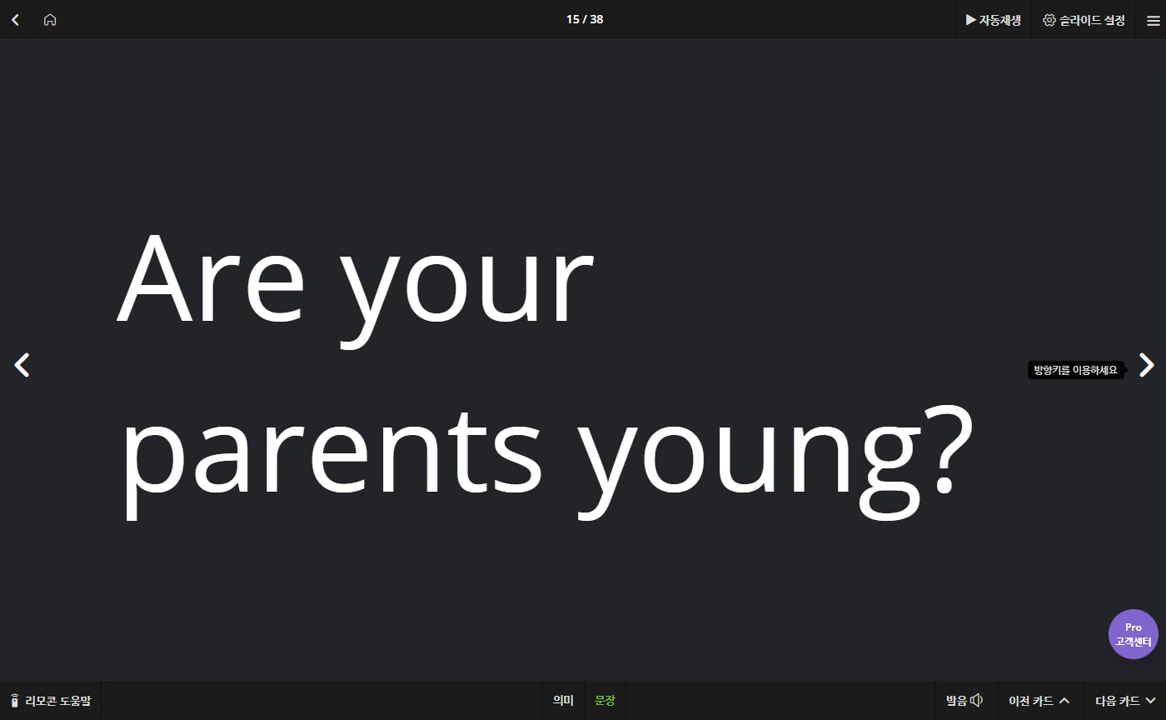 15 / 38
자동재생
슬라이드 설정
Are your
parents young?
방향키를 이용하세요
Pro
고객센터
리모콘 도움말
의미
문장
발음
이전 카드
다음 카드